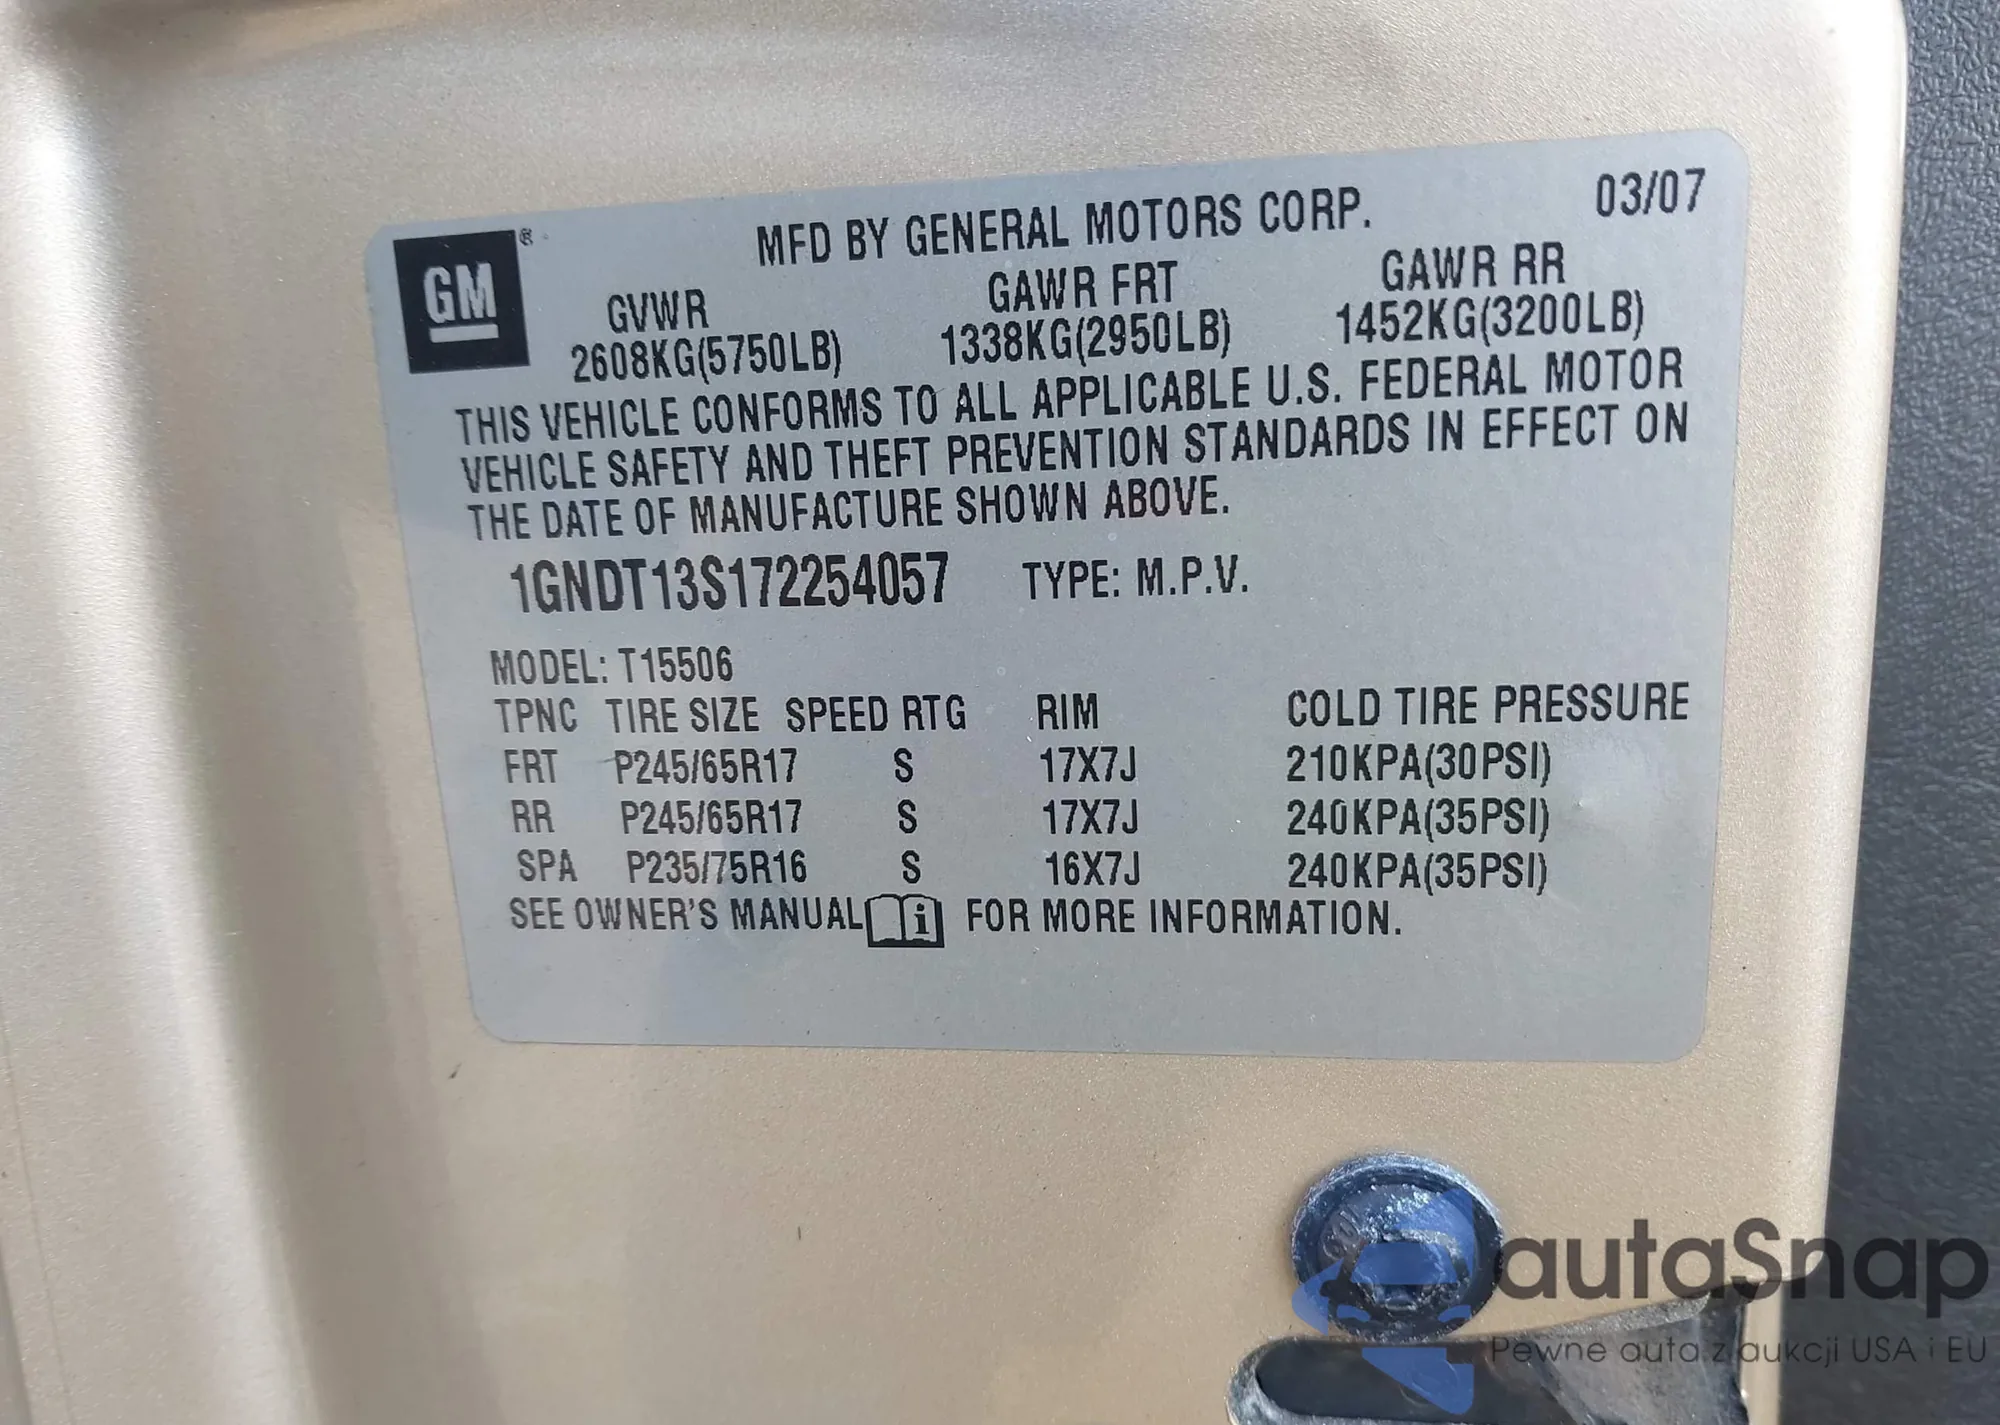 GM®
MFD BY GENERAL MOTORS CORP. 03/07
GVWR GAWR FRT GAWR RR
2608KG(5750LB) 1338KG(2950LB) 1452KG(3200LB)
THIS VEHICLE CONFORMS TO ALL APPLICABLE U.S. FEDERAL MOTOR
VEHICLE SAFETY AND THEFT PREVENTION STANDARDS IN EFFECT ON
THE DATE OF MANUFACTURE SHOWN ABOVE.
1GNDT13S172254057 TYPE: M.P.V.
MODEL: T15506
TPNC TIRE SIZE SPEED RTG RIM COLD TIRE PRESSURE
FRT P245/65R17 S 17X7J 210KPA(30PSI)
RR P245/65R17 S 17X7J 240KPA(35PSI)
SPA P235/75R16 S 16X7J 240KPA(35PSI)
SEE OWNER'S MANUAL i FOR MORE INFORMATION.
autaSnap
Pewne auta z aukcji USA i EU